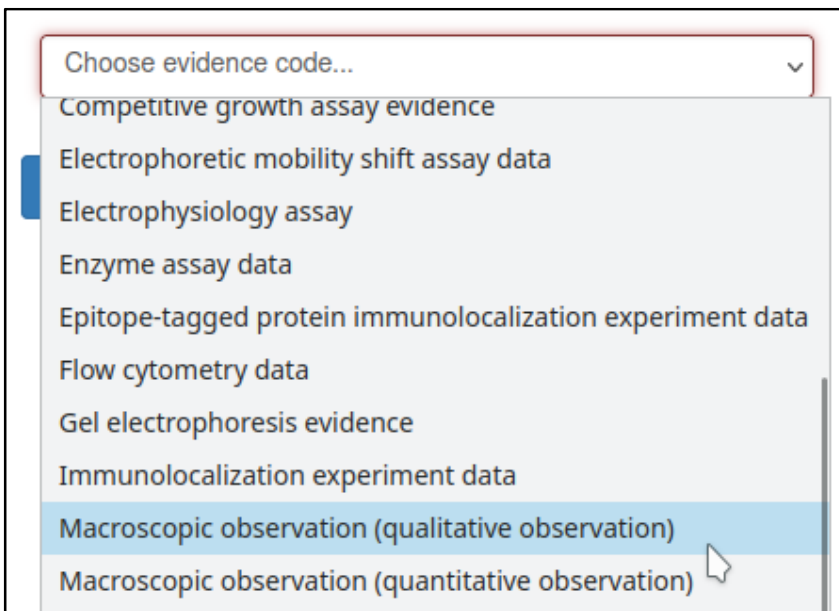 Choose evidence code...
Competitive growth assay evidence
Electrophoretic mobility shift assay data
Electrophysiology assay
Enzyme assay data
Epitope-tagged protein immunolocalization experiment data
Flow cytometry data
Gel electrophoresis evidence
Immunolocalization experiment data
Macroscopic observation (qualitative observation)
Macroscopic observation (quantitative observation)